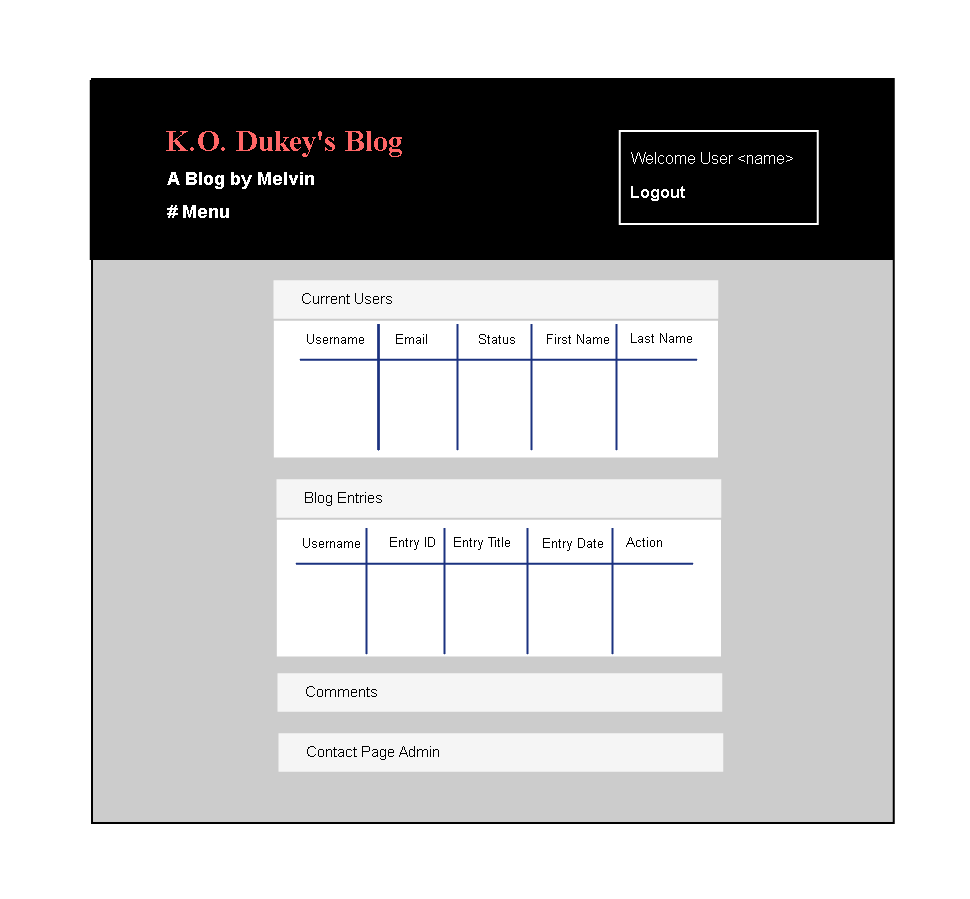 K.O. Dukey's Blog
A Blog by Melvin
# Menu
Welcome User <name>
Logout
Current Users
Username Email Status First Name Last Name
Blog Entries
Username Entry ID Entry Title Entry Date Action
Comments
Contact Page Admin